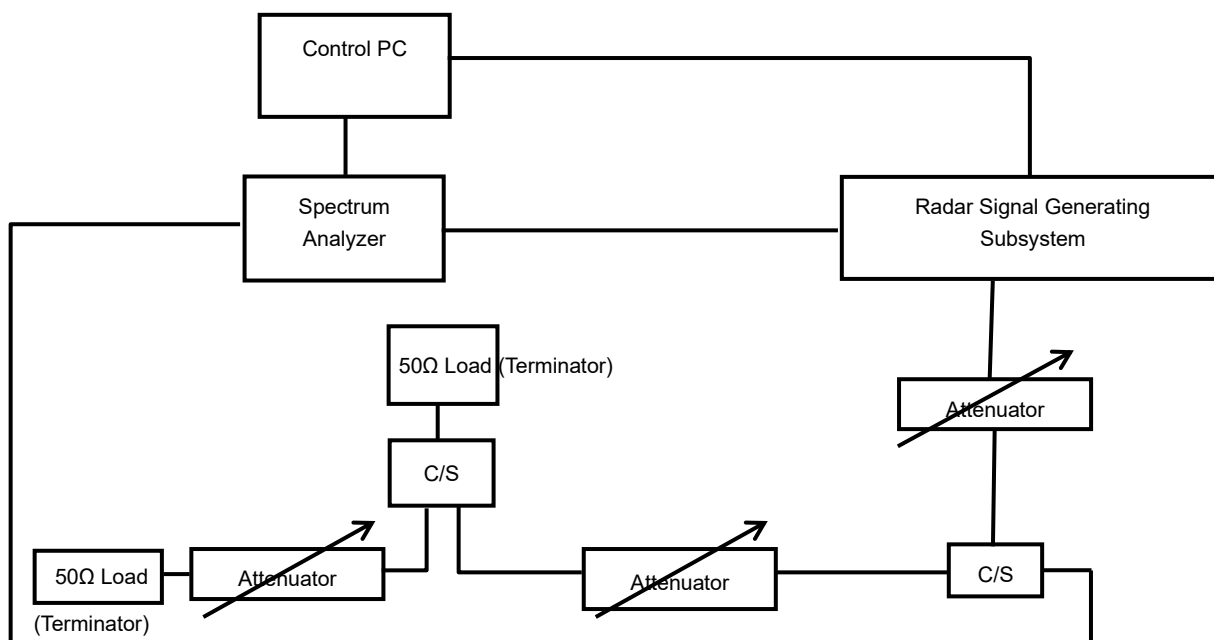 Control PC
Spectrum
Analyzer
Radar Signal Generating
Subsystem
50Ω Load (Terminator)
Attenuator
C/S
50Ω Load
(Terminator)
Attenuator
Attenuator
C/S